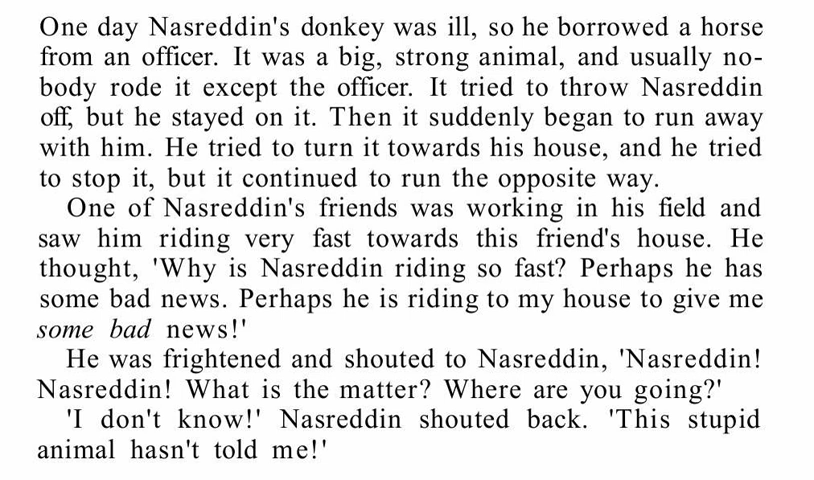 One day Nasreddin's donkey was ill, so he borrowed a horse
from an officer. It was a big, strong animal, and usually no-
body rode it except the officer. It tried to throw Nasreddin
off, but he stayed on it. Then it suddenly began to run away
with him. He tried to turn it towards his house, and he tried
to stop it, but it continued to run the opposite way.
One of Nasreddin's friends was working in his field and
saw him riding very fast towards this friend's house. He
thought, 'Why is Nasreddin riding so fast? Perhaps he has
some bad news. Perhaps he is riding to my house to give me
some bad news!'
He was frightened and shouted to Nasreddin, 'Nasreddin!
Nasreddin! What is the matter? Where are you going?'
'I don't know!' Nasreddin shouted back. 'This stupid
animal hasn't told me!'